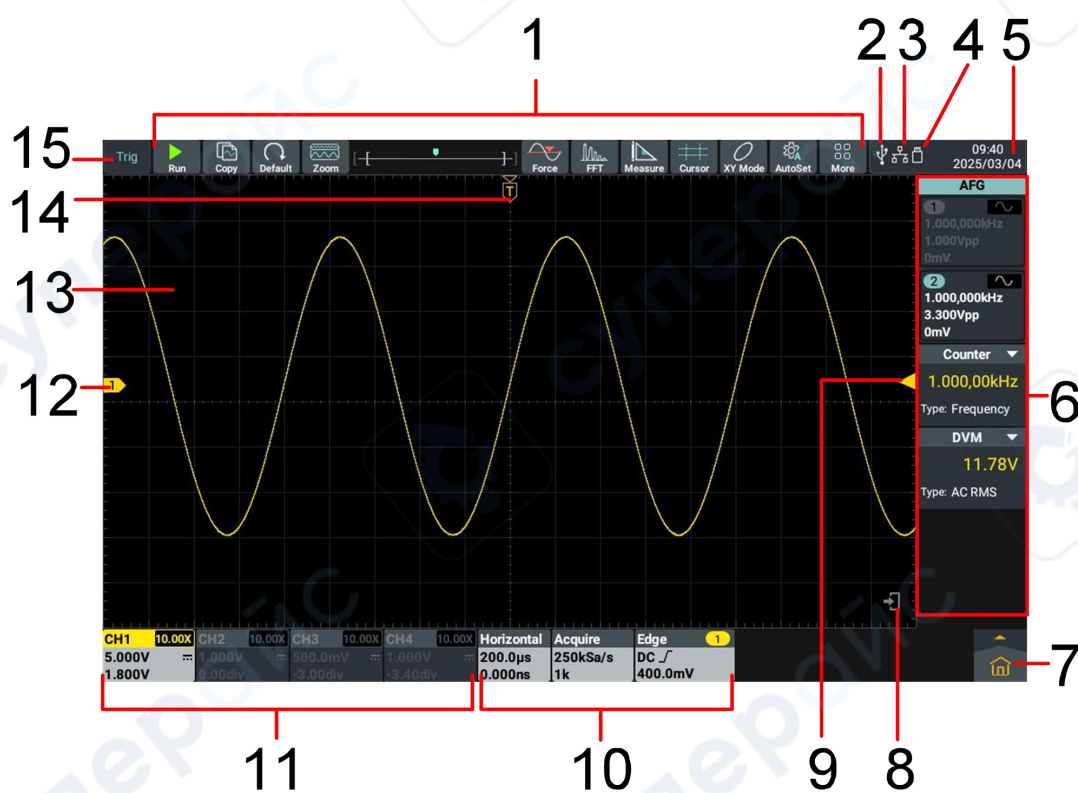 1
2 3 4 5
15
Trig
Run
Copy
Default
Zoom
Force
FFT
Measure
Cursor
XY Mode
AutoSet
More
09:40
2025/03/04
14
T
AFG
1
1.000,000kHz
1.000Vpp
0mV
2
1.000,000kHz
3.300Vpp
0mV
13
Counter
1.000,00kHz
Type: Frequency
DVM
11.78V
Type: AC RMS
12
1
9
6
CH1 10.00X
5.000V
1.800V
CH2 10.00X
1.000V
0.00div
CH3 10.00X
500.0mV
-3.00div
CH4 10.00X
1.000V
-3.40div
Horizontal
200.0µs
0.000ns
Acquire
250kSa/s
1k
Edge 1
DC
400.0mV
7
11
10
9
8
суперайс
суперайс
суперайс
суперайс